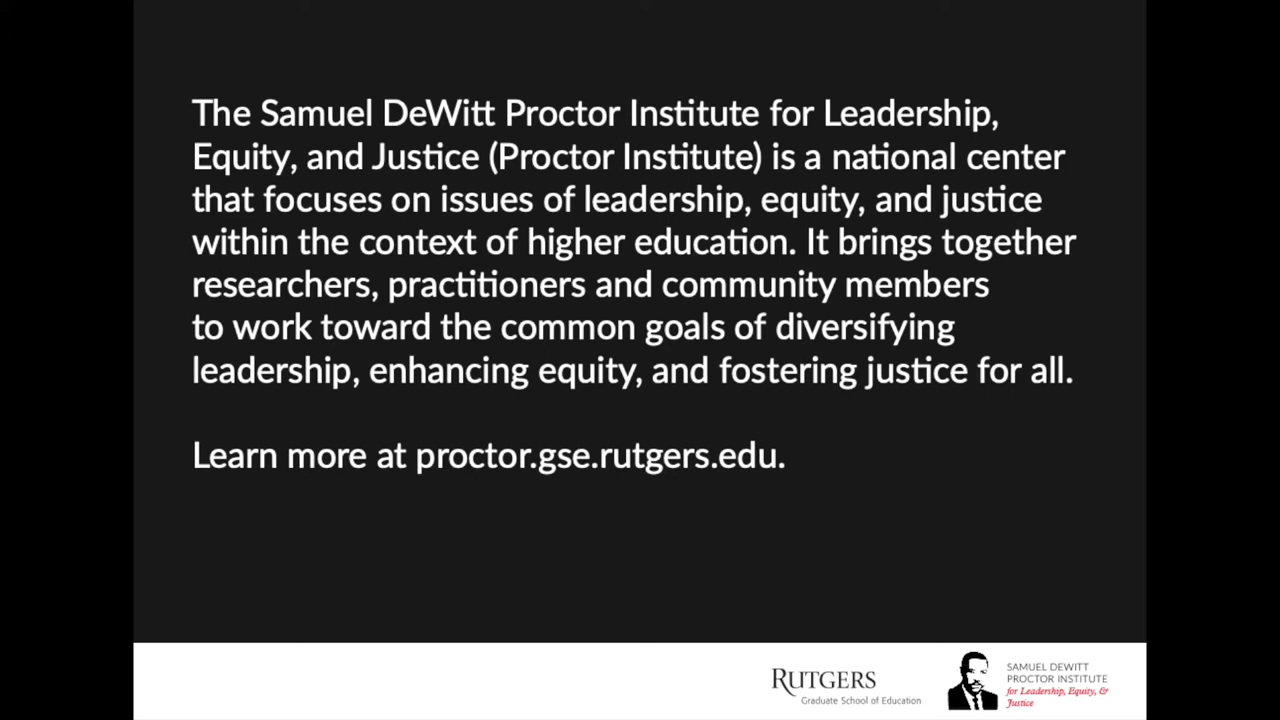 The Samuel DeWitt Proctor Institute for Leadership,
Equity, and Justice (Proctor Institute) is a national center
that focuses on issues of leadership, equity, and justice
within the context of higher education. It brings together
researchers, practitioners and community members
to work toward the common goals of diversifying
leadership, enhancing equity, and fostering justice for all.
Learn more at proctor.gse.rutgers.edu.
RUTGERS
Graduate School of Education
SAMUEL DEWITT
PROCTOR INSTITUTE
for Leadership, Equity, &
Justice